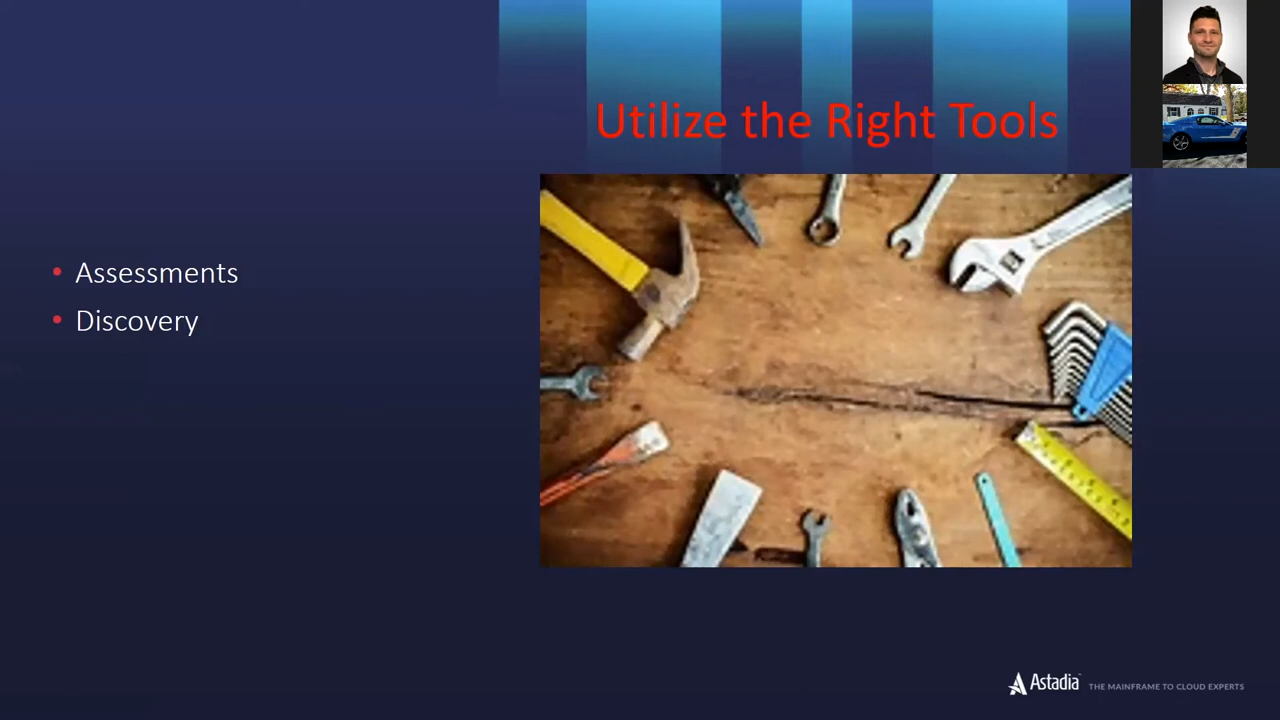 Utilize the Right Tools
• Assessments
• Discovery
Astadia THE MAINFRAME TO CLOUD EXPERTS